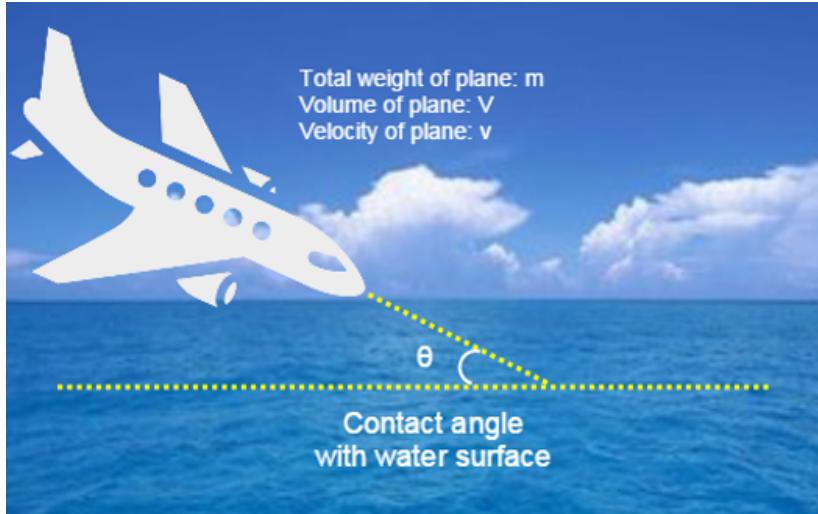 Total weight of plane: m
Volume of plane: V
Velocity of plane: v
θ
Contact angle
with water surface